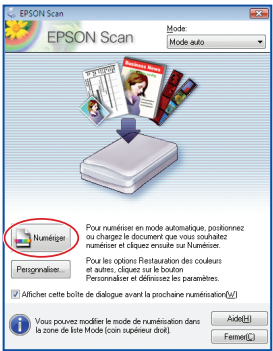 EPSON Scan
EPSON Scan
Mode:
Mode auto
Business News
Numériser
Pour numériser en mode automatique, positionnez
ou chargez le document que vous souhaitez
numériser et cliquez ensuite sur Numériser.
Personnaliser...
Pour les options Restauration des couleurs
et autres, cliquez sur le bouton
Personnaliser et définissez les paramètres.
Afficher cette boîte de dialogue avant la prochaine numérisation(W)
Vous pouvez modifier le mode de numérisation dans
la zone de liste Mode (coin supérieur droit).
Aide(H)
Fermer(C)